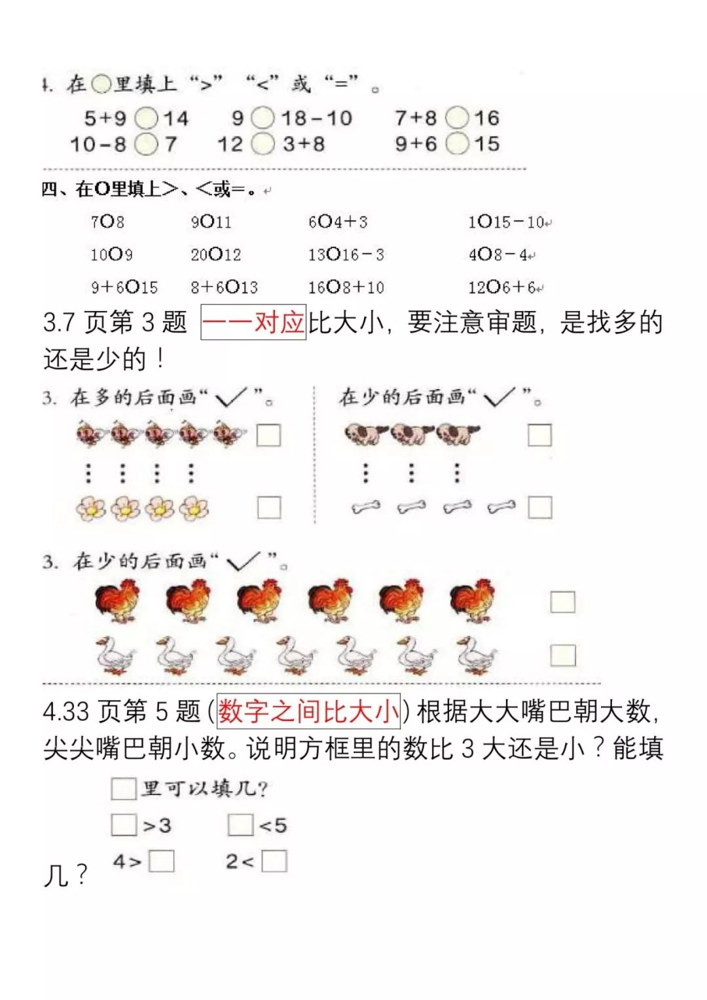 4. 在○里填上“>”“<”或“=”。
5+9○14 9○18-10 7+8○16
10-8○7 12○3+8 9+6○15
四、在O里填上>、<或=。
7O8 9O11 6O4+3 1O15-10
10O9 20O12 13O16-3 4O8-4
9+6O15 8+6O13 16O8+10 12O6+6
3.7 页第 3 题 一一对应比大小，要注意审题，是找多的
还是少的！
3. 在多的后面画“✓”。 在少的后面画“✓”。
3. 在少的后面画“✓”。
4.33 页第 5 题（数字之间比大小）根据大大嘴巴朝大数，
尖尖嘴巴朝小数。说明方框里的数比 3 大还是小？能填
□里可以填几?
□>3 □<5
4>□ 2<□
几？